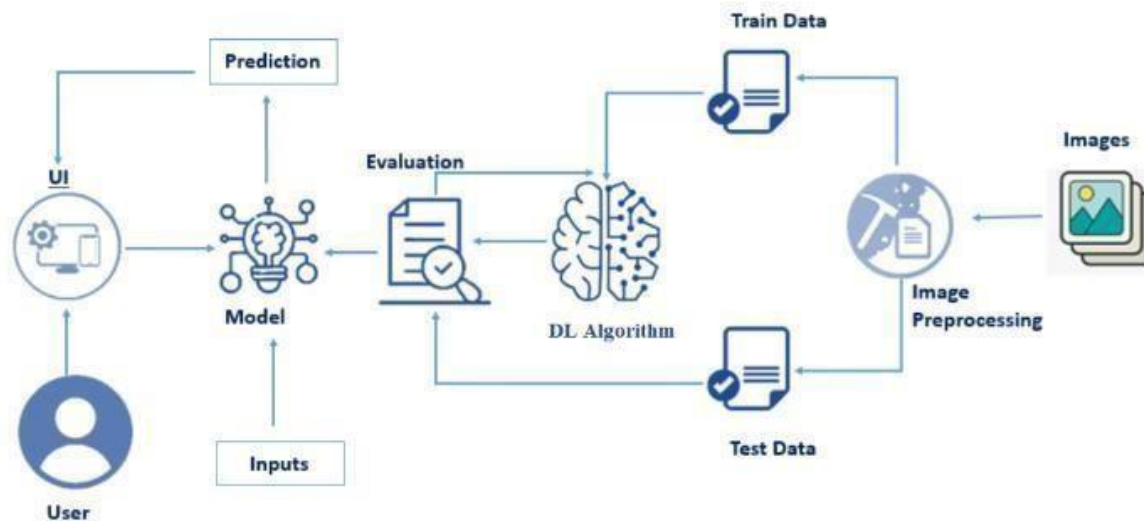 Train Data
Prediction
Images
Evaluation
UI
Image
Preprocessing
Model
DL Algorithm
Test Data
Inputs
User